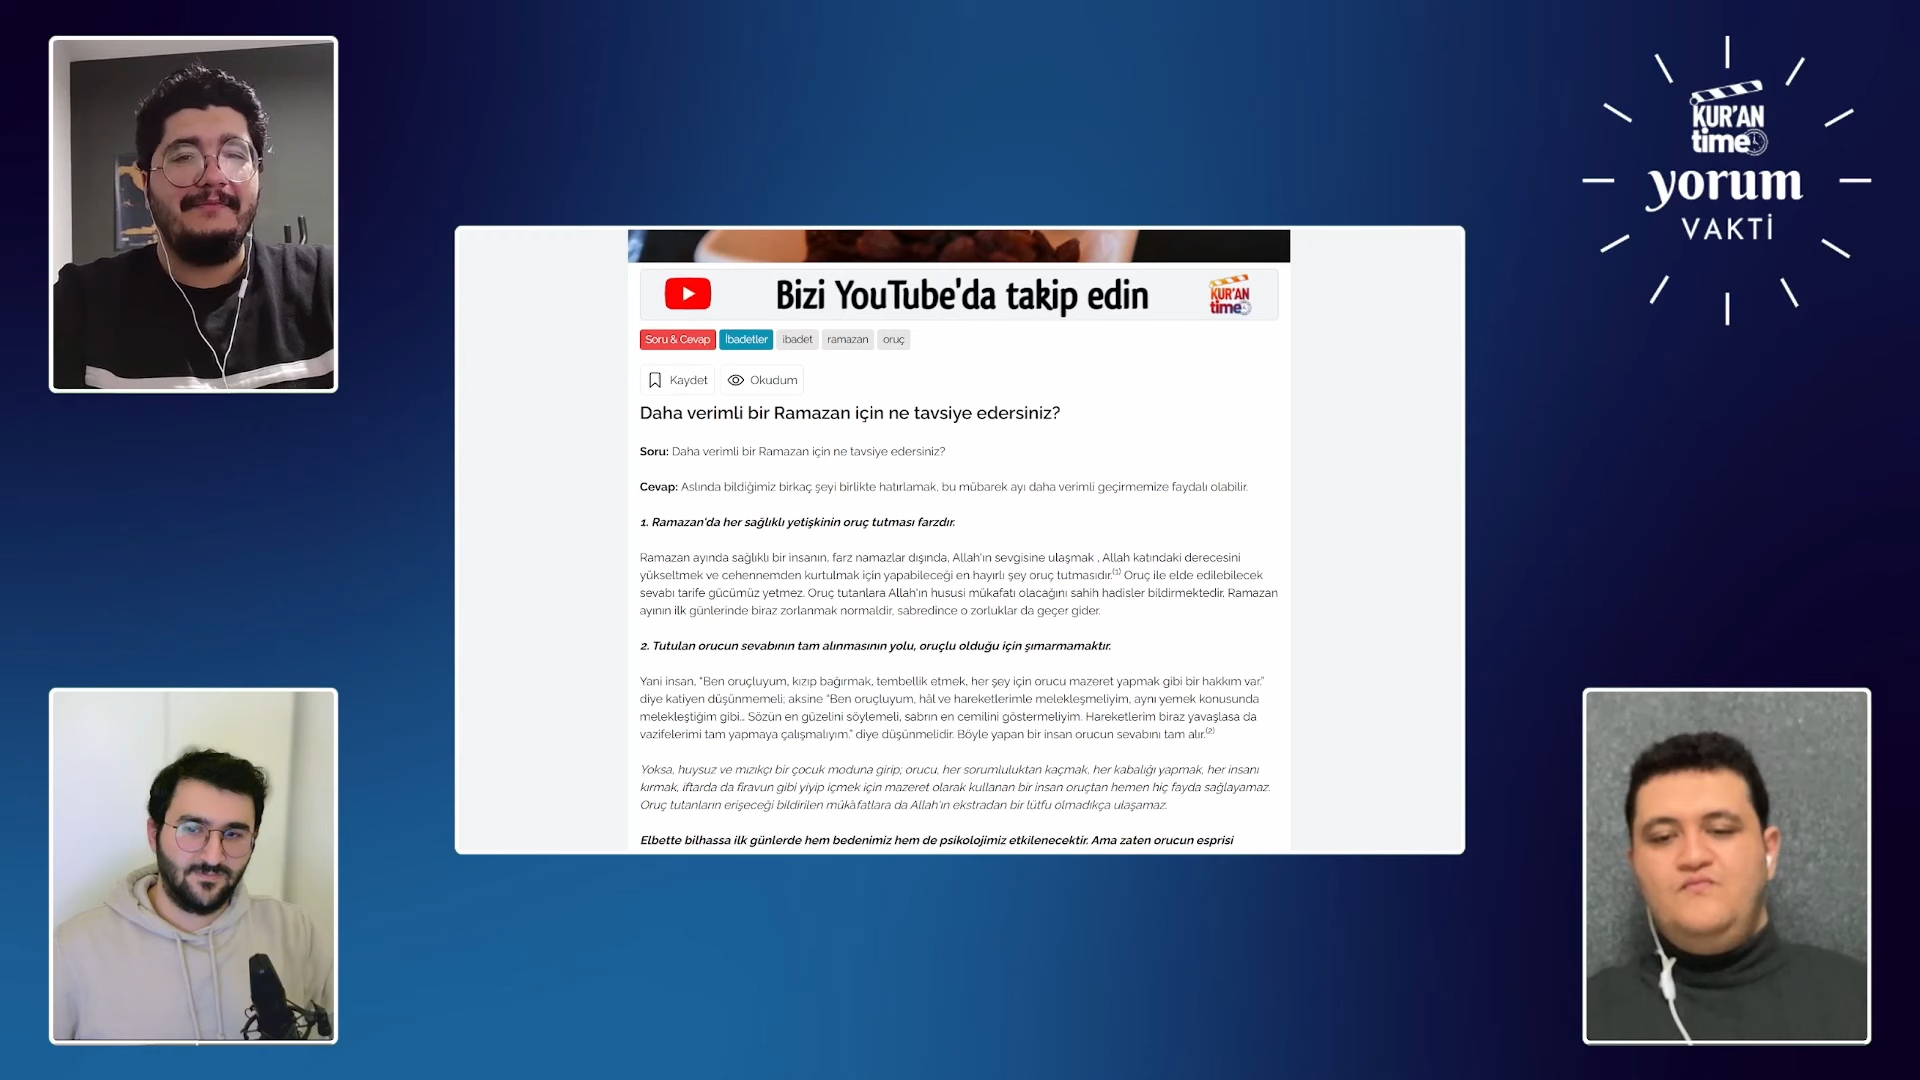 KUR'AN
time
yorum
VAKTİ
Bizi YouTube'da takip edin
KUR'AN
time
Soru & Cevap İbadetler ibadet ramazan oruç
Kaydet Okudum
Daha verimli bir Ramazan için ne tavsiye edersiniz?
Soru: Daha verimli bir Ramazan için ne tavsiye edersiniz?
Cevap: Aslında bildiğimiz birkaç şeyi birlikte hatırlamak, bu mübarek ayı daha verimli geçirmemize faydalı olabilir.
1. Ramazan'da her sağlıklı yetişkinin oruç tutması farzdır.
Ramazan ayında sağlıklı bir insanın, farz namazlar dışında, Allah'ın sevgisine ulaşmak , Allah katındaki derecesini
yükseltmek ve cehennemden kurtulmak için yapabileceği en hayırlı şey oruç tutmasıdır.(1) Oruç ile elde edilebilecek
sevabı tarife gücümüz yetmez. Oruç tutanlara Allah'ın hususi mükafatı olacağını sahih hadisler bildirmektedir. Ramazan
ayının ilk günlerinde biraz zorlanmak normaldir, sabredince o zorluklar da geçer gider.
2. Tutulan orucun sevabının tam alınmasının yolu, oruçlu olduğu için şımarmamaktır.
Yani insan, “Ben oruçluyum, kızıp bağırmak, tembellik etmek, her şey için orucu mazeret yapmak gibi bir hakkım var.”
diye katiyen düşünmemeli; aksine “Ben oruçluyum, hâl ve hareketlerimle melekleşmeliyim, aynı yemek konusunda
melekleştiğim gibi… Sözün en güzelini söylemeli, sabrın en cemilini göstermeliyim. Hareketlerim biraz yavaşlasa da
vazifelerimi tam yapmaya çalışmalıyım.” diye düşünmelidir. Böyle yapan bir insan orucun sevabını tam alır.(2)
Yoksa, huysuz ve mızıkçı bir çocuk moduna girip; orucu, her sorumluluktan kaçmak, her kabalığı yapmak, her insanı
kırmak, iftarda da firavun gibi yiyip içmek için mazeret olarak kullanan bir insan oruçtan hemen hiç fayda sağlayamaz.
Oruç tutanların erişeceği bildirilen mükâfatlara da Allah'ın ekstradan bir lütfu olmadıkça ulaşamaz.
Elbette bilhassa ilk günlerde hem bedenimiz hem de psikolojimiz etkilenecektir. Ama zaten orucun esprisi